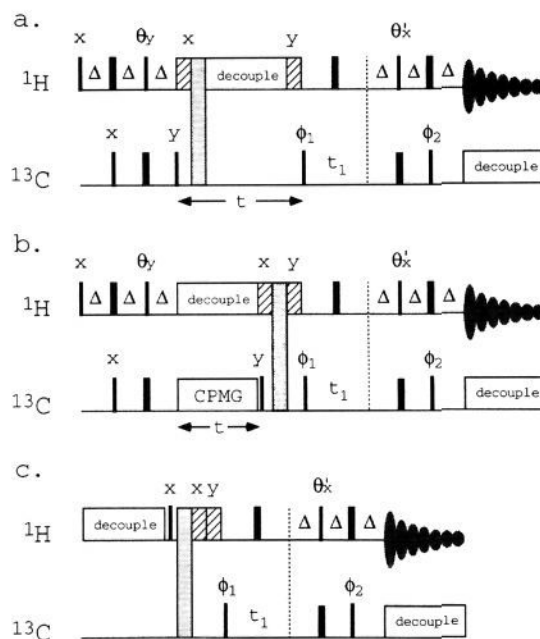 a.
x θy x y
¹H Δ Δ Δ decouple Δ Δ Δ
θ'x
x y ϕ₁ t₁ ϕ₂
¹³C decouple
t
b.
x θy x y θ'x
¹H Δ Δ Δ decouple Δ Δ Δ
x y ϕ₁ t₁ ϕ₂
¹³C CPMG decouple
t
c.
x x y θ'x
¹H decouple Δ Δ Δ
ϕ₁ t₁ ϕ₂
¹³C decouple